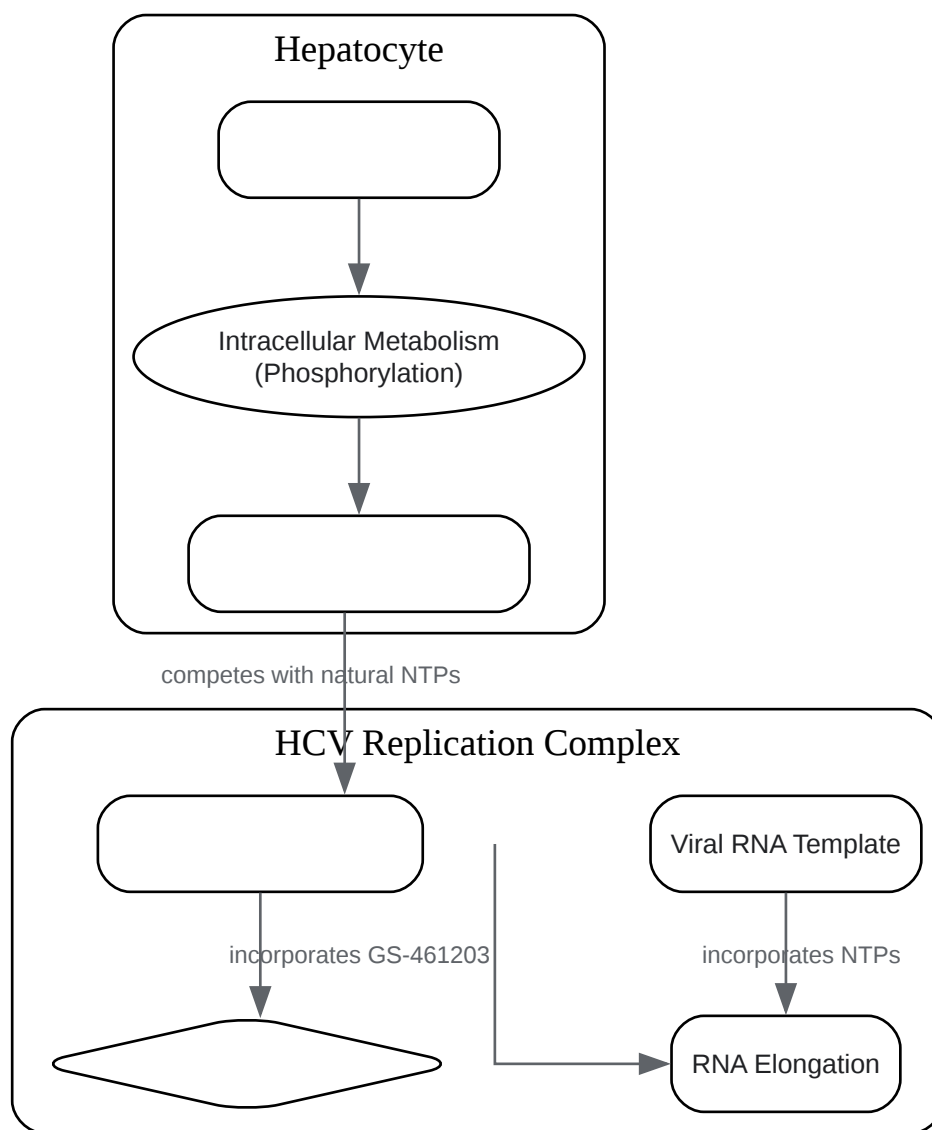 Hepatocyte
Intracellular Metabolism
(Phosphorylation)
competes with natural NTPs
HCV Replication Complex
Viral RNA Template
incorporates GS-461203
incorporates NTPs
RNA Elongation